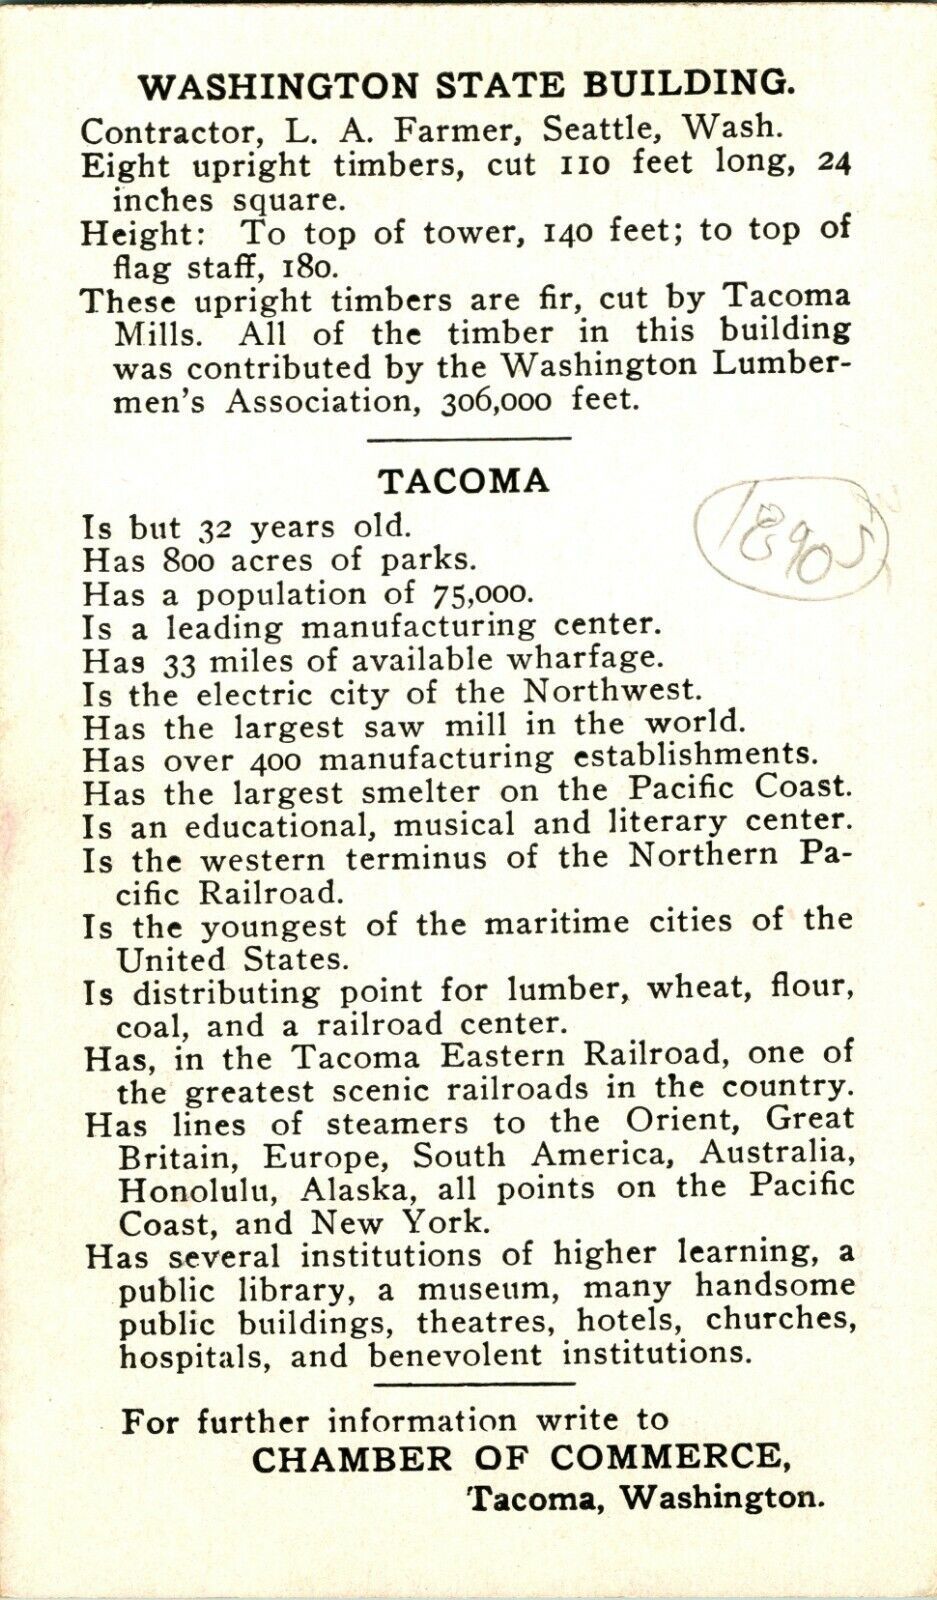 WASHINGTON STATE BUILDING.
Contractor, L. A. Farmer, Seattle, Wash.
Eight upright timbers, cut 110 feet long, 24
inches square.
Height: To top of tower, 140 feet; to top of
flag staff, 180.
These upright timbers are fir, cut by Tacoma
Mills. All of the timber in this building
was contributed by the Washington Lumber-
men's Association, 306,000 feet.
TACOMA
1890s
Is but 32 years old.
Has 800 acres of parks.
Has a population of 75,000.
Is a leading manufacturing center.
Has 33 miles of available wharfage.
Is the electric city of the Northwest.
Has the largest saw mill in the world.
Has over 400 manufacturing establishments.
Has the largest smelter on the Pacific Coast.
Is an educational, musical and literary center.
Is the western terminus of the Northern Pa-
cific Railroad.
Is the youngest of the maritime cities of the
United States.
Is distributing point for lumber, wheat, flour,
coal, and a railroad center.
Has, in the Tacoma Eastern Railroad, one of
the greatest scenic railroads in the country.
Has lines of steamers to the Orient, Great
Britain, Europe, South America, Australia,
Honolulu, Alaska, all points on the Pacific
Coast, and New York.
Has several institutions of higher learning, a
public library, a museum, many handsome
public buildings, theatres, hotels, churches,
hospitals, and benevolent institutions.
For further information write to
CHAMBER OF COMMERCE,
Tacoma, Washington.